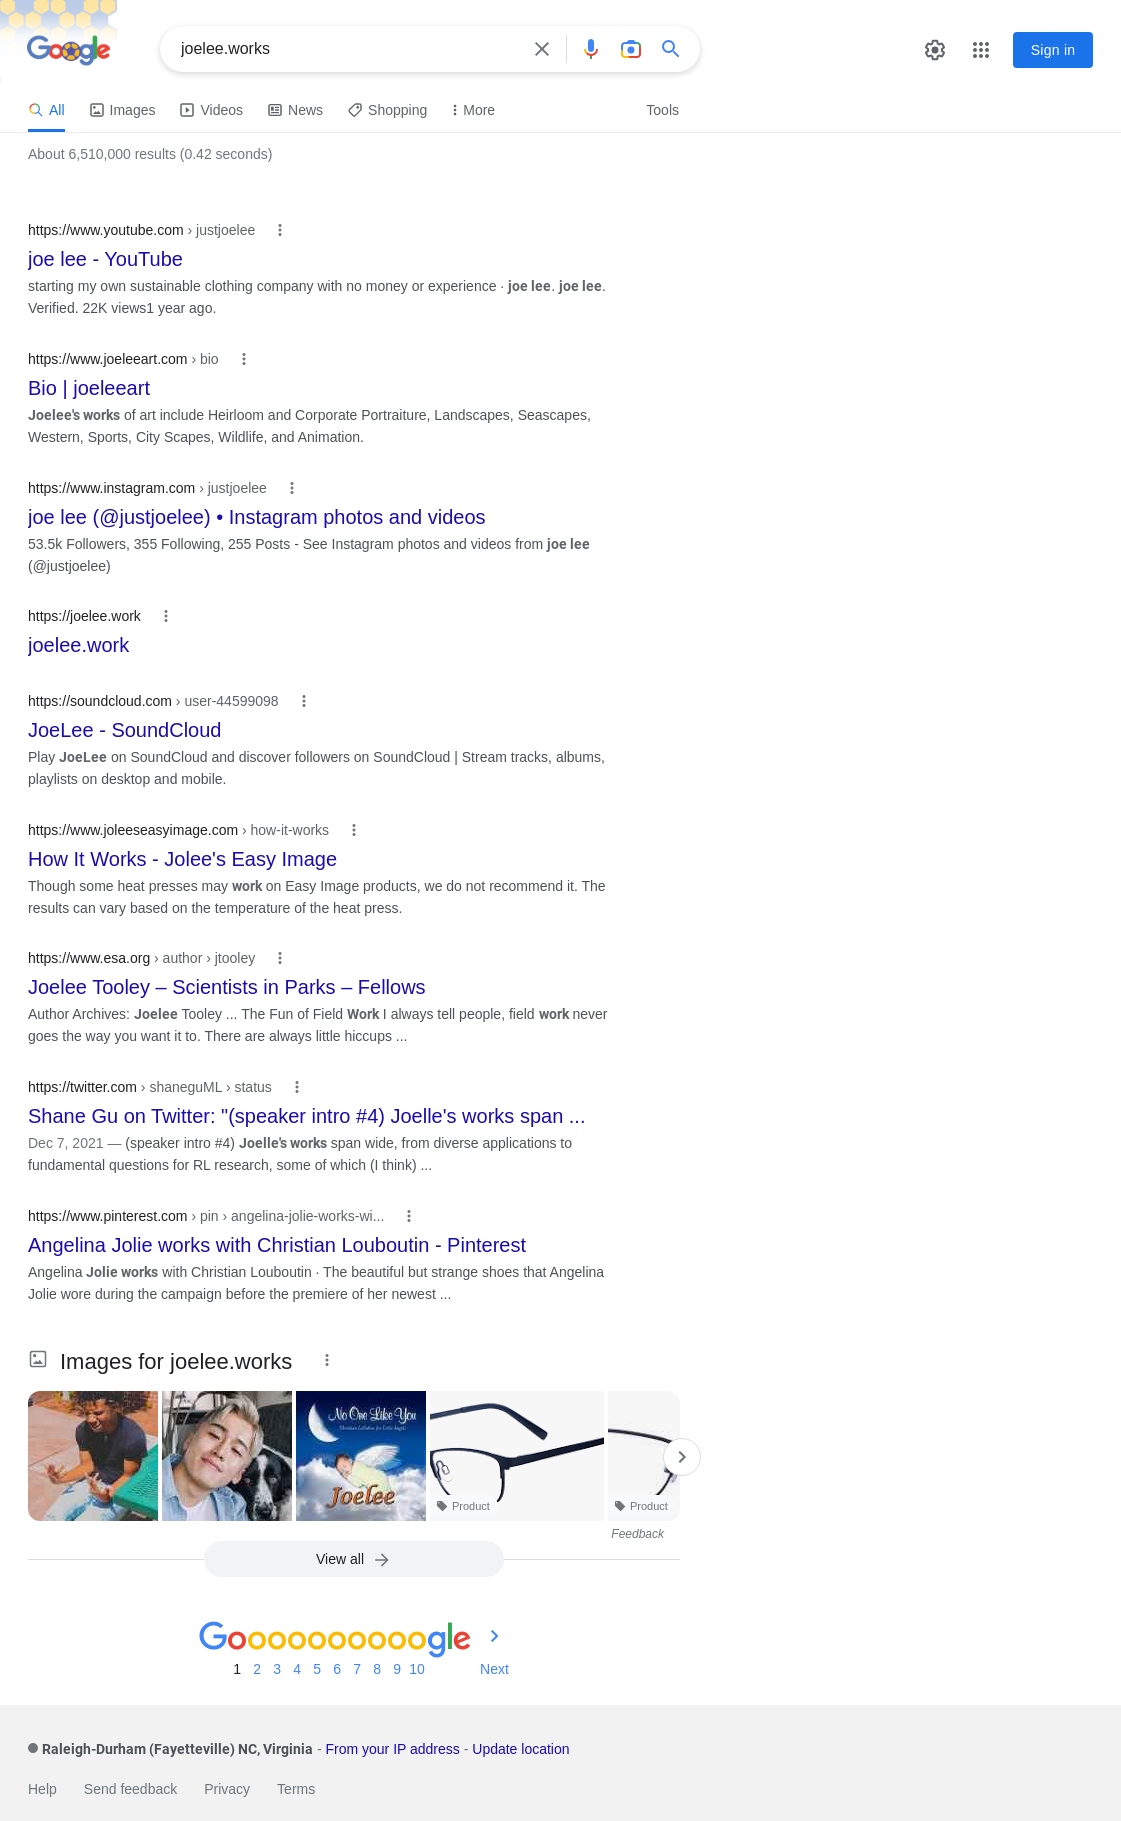 Google
joelee.works
Sign in
All Images Videos News Shopping More Tools
About 6,510,000 results (0.42 seconds)
https://www.youtube.com › justjoelee
joe lee - YouTube
starting my own sustainable clothing company with no money or experience · joe lee. joe lee.
Verified. 22K views1 year ago.
https://www.joeleeart.com › bio
Bio | joeleeart
Joelee's works of art include Heirloom and Corporate Portraiture, Landscapes, Seascapes,
Western, Sports, City Scapes, Wildlife, and Animation.
https://www.instagram.com › justjoelee
joe lee (@justjoelee) • Instagram photos and videos
53.5k Followers, 355 Following, 255 Posts - See Instagram photos and videos from joe lee
(@justjoelee)
https://joelee.work
joelee.work
https://soundcloud.com › user-44599098
JoeLee - SoundCloud
Play JoeLee on SoundCloud and discover followers on SoundCloud | Stream tracks, albums,
playlists on desktop and mobile.
https://www.joleeseasyimage.com › how-it-works
How It Works - Jolee's Easy Image
Though some heat presses may work on Easy Image products, we do not recommend it. The
results can vary based on the temperature of the heat press.
https://www.esa.org › author › jtooley
Joelee Tooley – Scientists in Parks – Fellows
Author Archives: Joelee Tooley ... The Fun of Field Work I always tell people, field work never
goes the way you want it to. There are always little hiccups ...
https://twitter.com › shaneguML › status
Shane Gu on Twitter: "(speaker intro #4) Joelle's works span ...
Dec 7, 2021 — (speaker intro #4) Joelle's works span wide, from diverse applications to
fundamental questions for RL research, some of which (I think) ...
https://www.pinterest.com › pin › angelina-jolie-works-wi...
Angelina Jolie works with Christian Louboutin - Pinterest
Angelina Jolie works with Christian Louboutin · The beautiful but strange shoes that Angelina
Jolie wore during the campaign before the premiere of her newest ...
Images for joelee.works
No One Like You
Christian Lullabies for Little Angels
Joelee
Product
Product
Feedback
View all
Goooooooooogle
1 2 3 4 5 6 7 8 9 10 Next
Raleigh-Durham (Fayetteville) NC, Virginia - From your IP address - Update location
Help Send feedback Privacy Terms